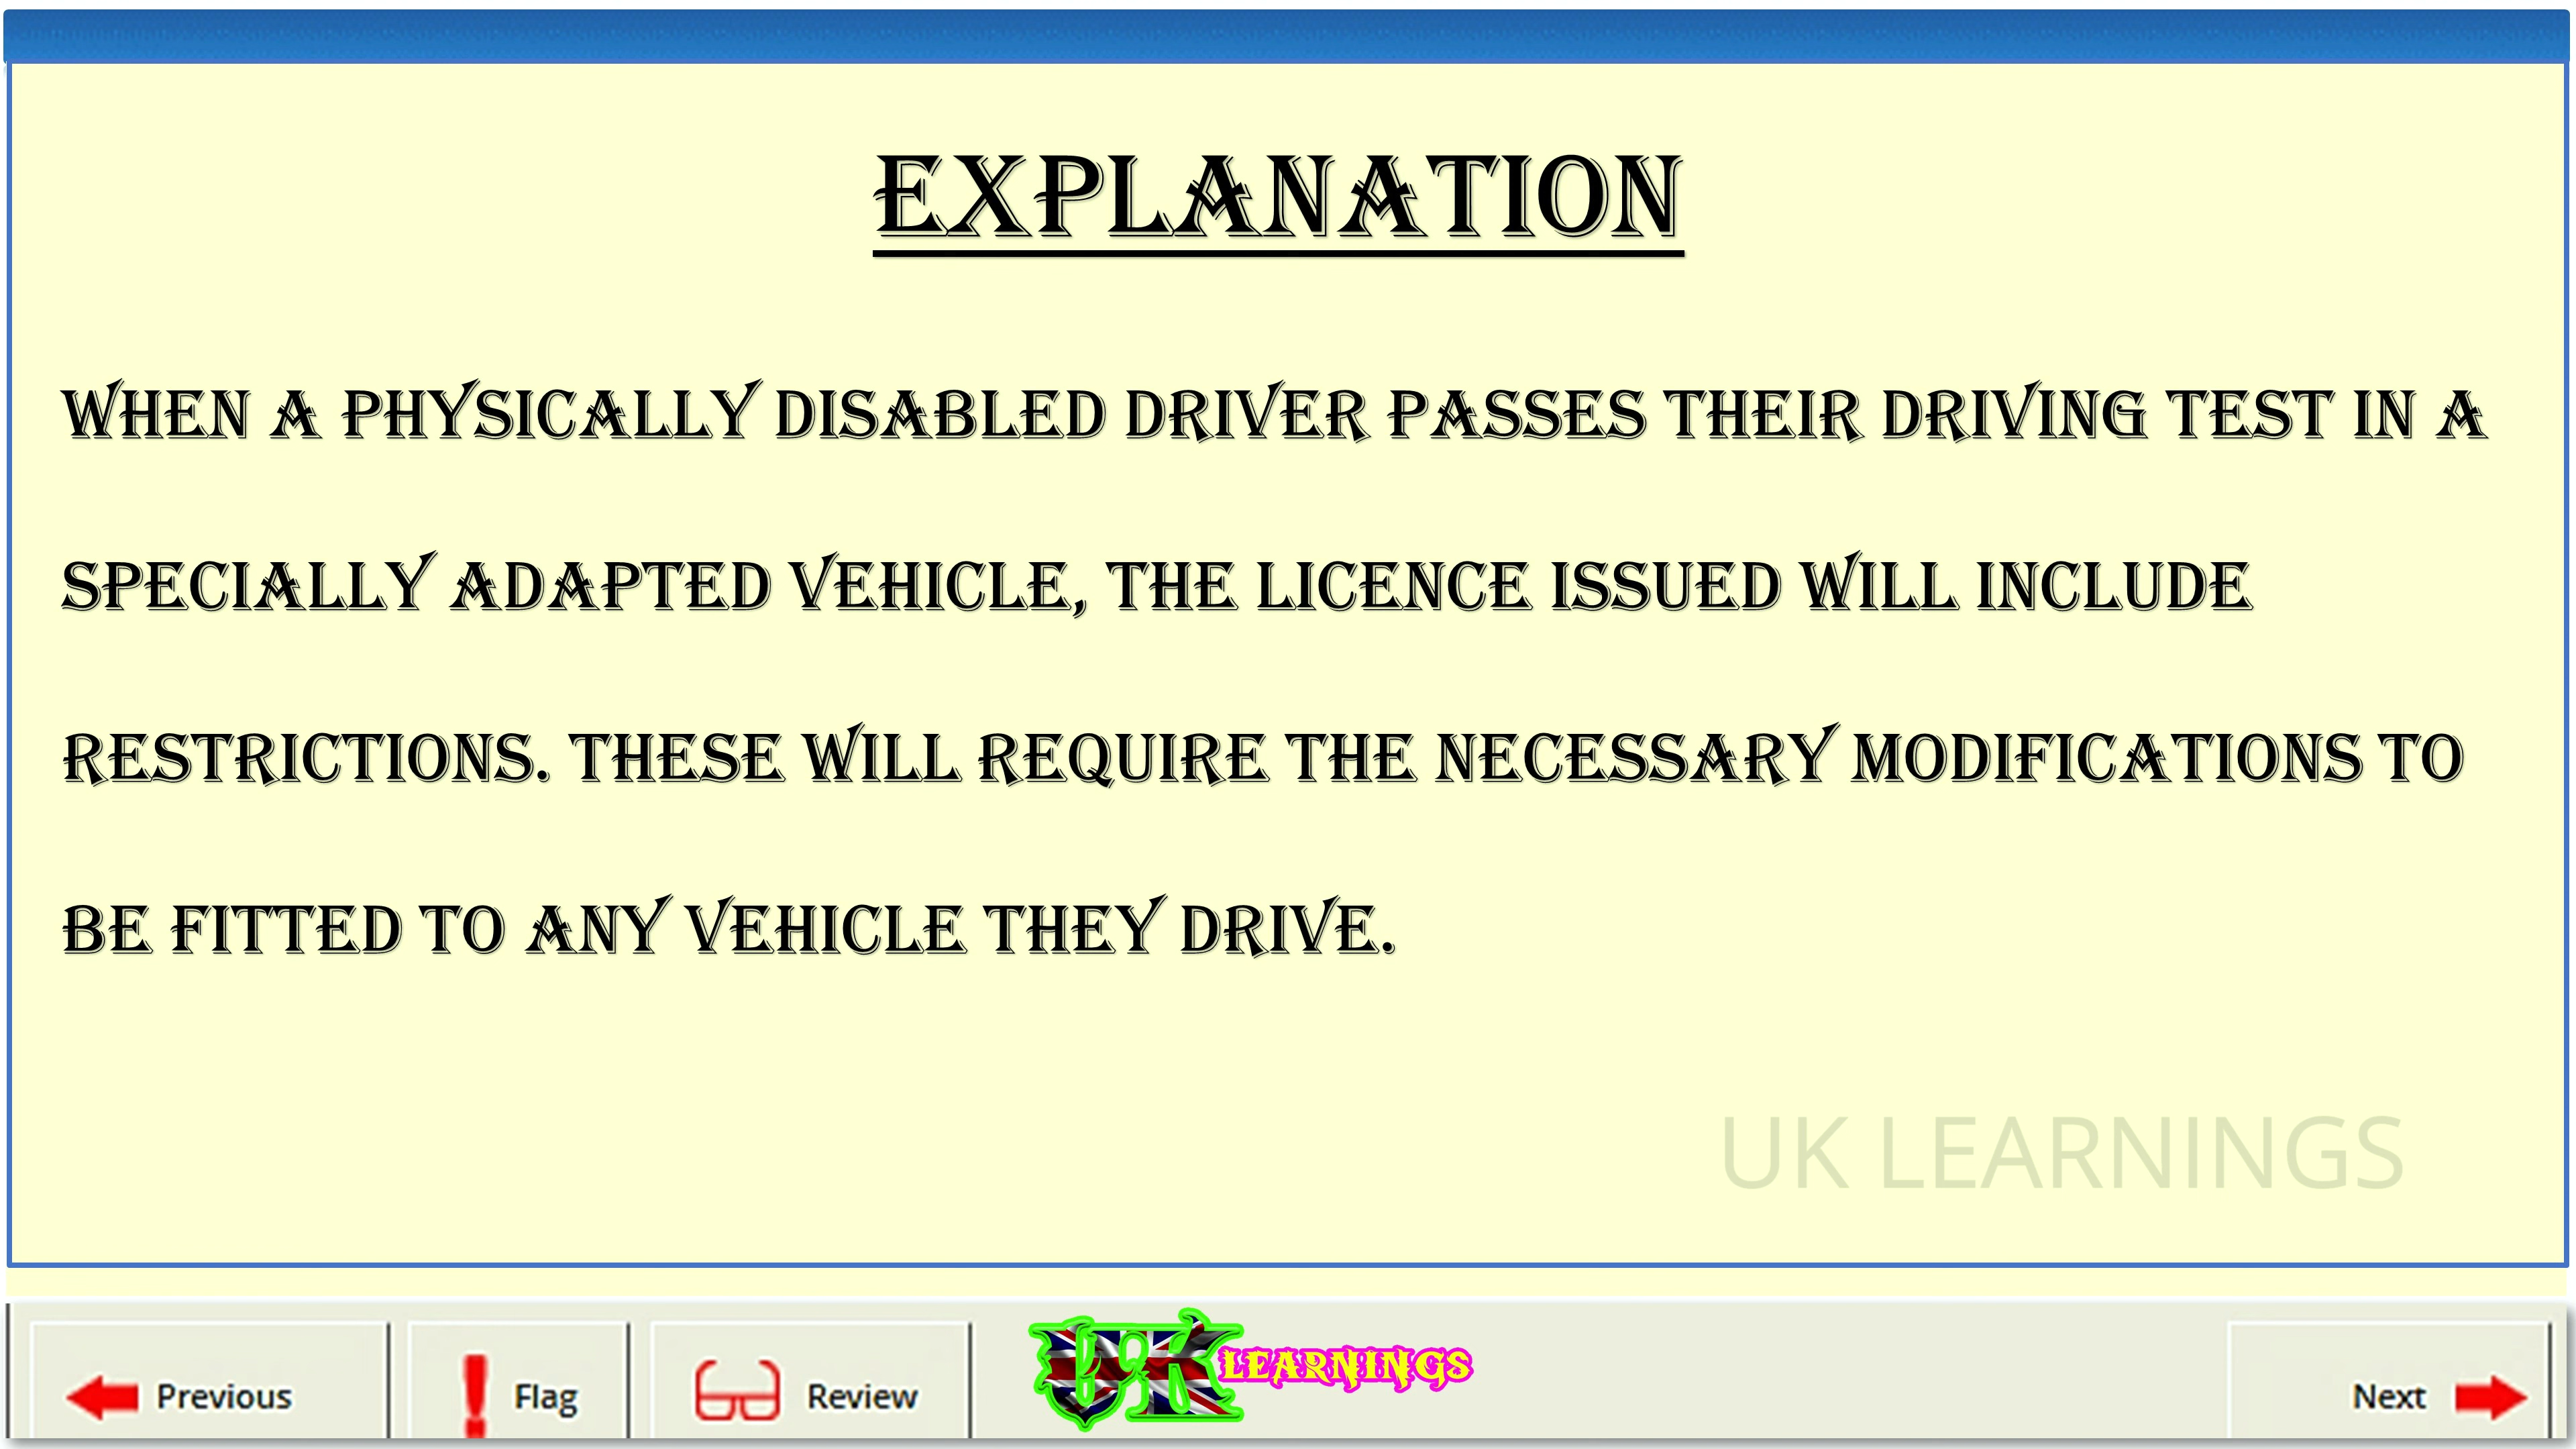 EXPLANATION
WHEN A PHYSICALLY DISABLED DRIVER PASSES THEIR DRIVING TEST IN A
SPECIALLY ADAPTED VEHICLE, THE LICENCE ISSUED WILL INCLUDE
RESTRICTIONS. THESE WILL REQUIRE THE NECESSARY MODIFICATIONS TO
BE FITTED TO ANY VEHICLE THEY DRIVE.
UK LEARNINGS
Previous
Flag
Review
UK LEARNINGS
Next